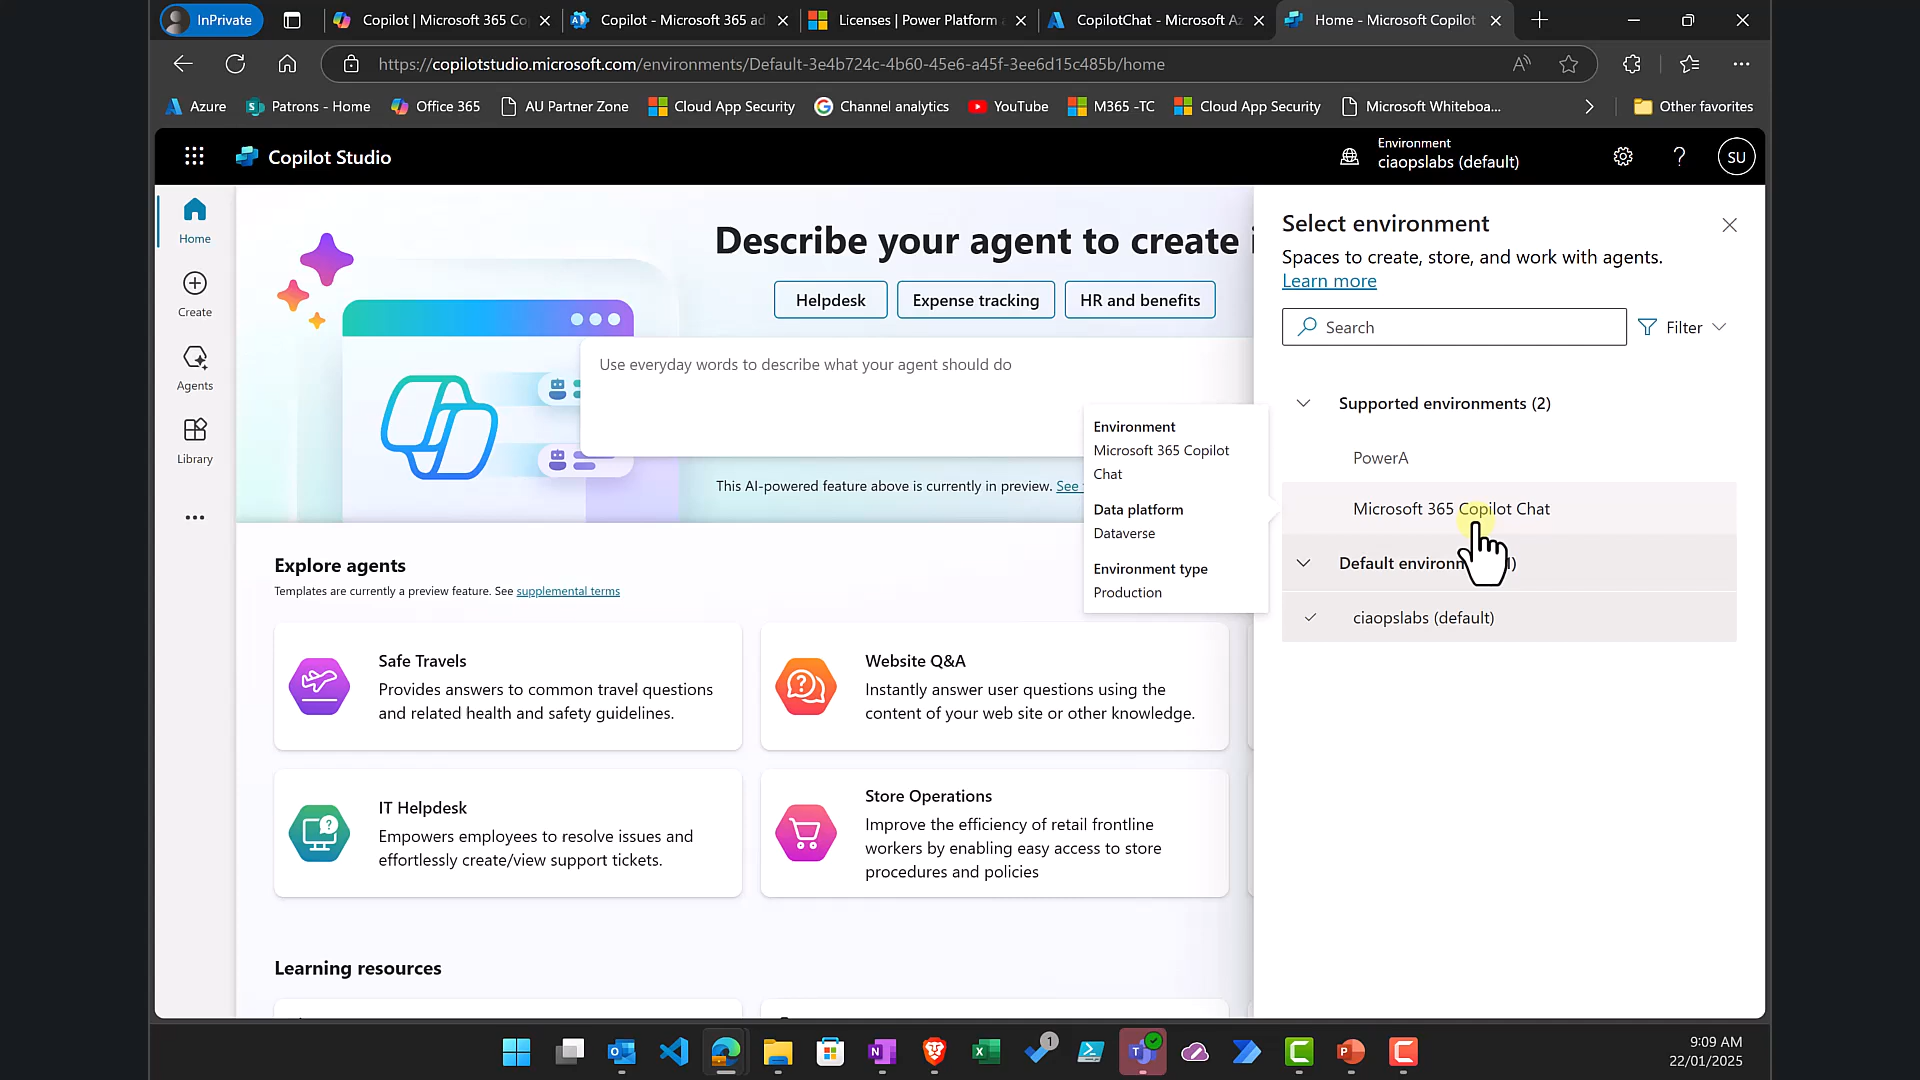 InPrivate
Copilot | Microsoft 365 Co
Copilot - Microsoft 365 ad
Licenses | Power Platform a
CopilotChat - Microsoft Az
Home - Microsoft Copilot
https://copilotstudio.microsoft.com/environments/Default-3e4b724c-4b60-45e6-a45f-3ee6d15c485b/home
Azure
Patrons - Home
Office 365
AU Partner Zone
Cloud App Security
Channel analytics
YouTube
M365 -TC
Cloud App Security
Microsoft Whiteboa...
Other favorites
Copilot Studio
Environment
ciaopslabs (default)
SU
Home
Create
Agents
Library
Describe your agent to create i
Helpdesk
Expense tracking
HR and benefits
Use everyday words to describe what your agent should do
This AI-powered feature above is currently in preview. See
Environment
Microsoft 365 Copilot
Chat
Data platform
Dataverse
Environment type
Production
Explore agents
Templates are currently a preview feature. See supplemental terms
Safe Travels
Provides answers to common travel questions
and related health and safety guidelines.
Website Q&A
Instantly answer user questions using the
content of your web site or other knowledge.
IT Helpdesk
Empowers employees to resolve issues and
effortlessly create/view support tickets.
Store Operations
Improve the efficiency of retail frontline
workers by enabling easy access to store
procedures and policies
Learning resources
Select environment
Spaces to create, store, and work with agents.
Learn more
Search
Filter
Supported environments (2)
PowerA
Microsoft 365 Copilot Chat
Default environm 1)
ciaopslabs (default)
1
9:09 AM
22/01/2025